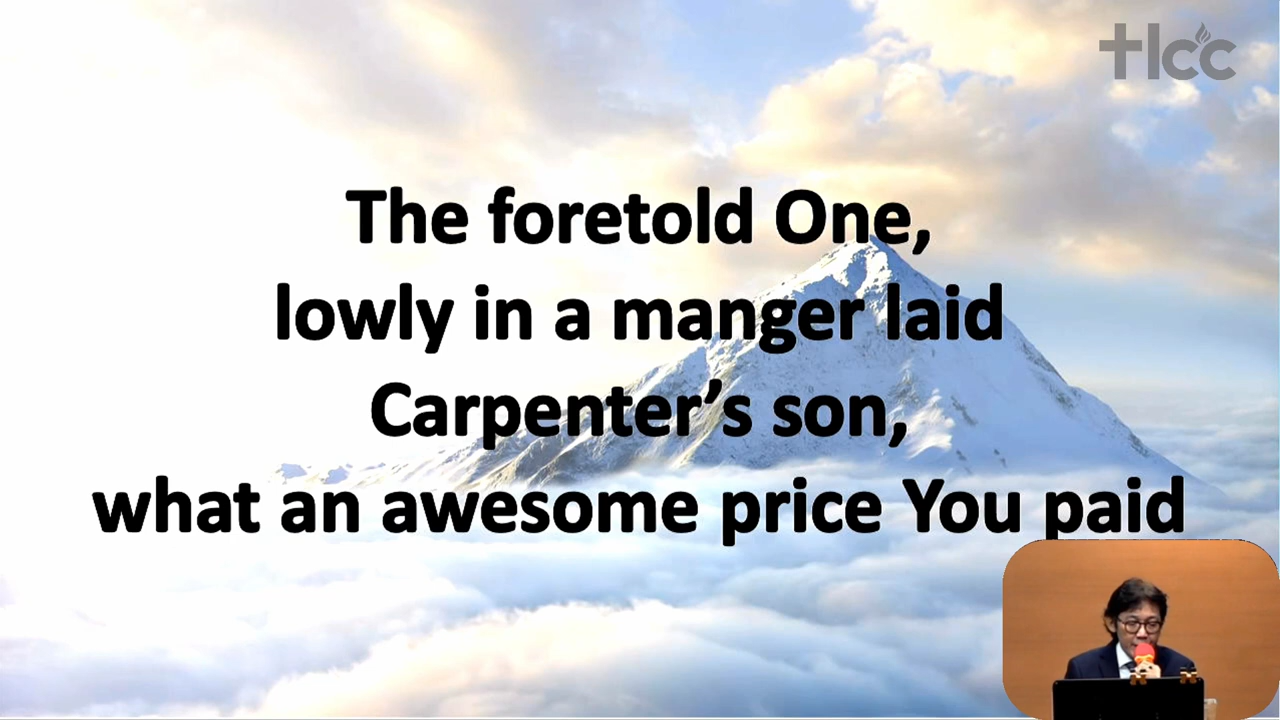 tlcc
The foretold One,
lowly in a manger laid
Carpenter’s son,
what an awesome price You paid